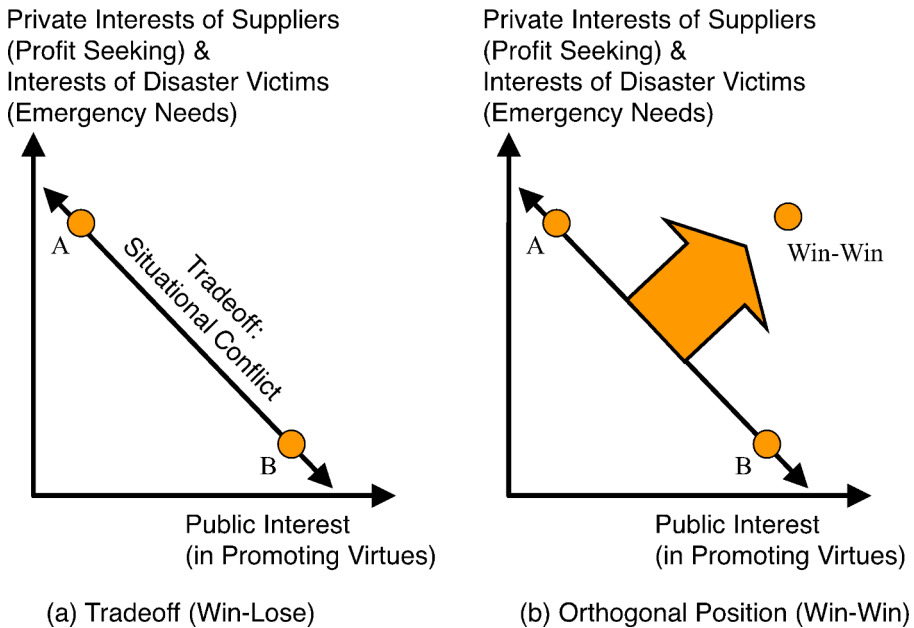 Private Interests of Suppliers
(Profit Seeking) &
Interests of Disaster Victims
(Emergency Needs)
A
Tradeoff:
Situational Conflict
B
Public Interest
(in Promoting Virtues)
(a) Tradeoff (Win-Lose)
Private Interests of Suppliers
(Profit Seeking) &
Interests of Disaster Victims
(Emergency Needs)
A
Win-Win
B
Public Interest
(in Promoting Virtues)
(b) Orthogonal Position (Win-Win)